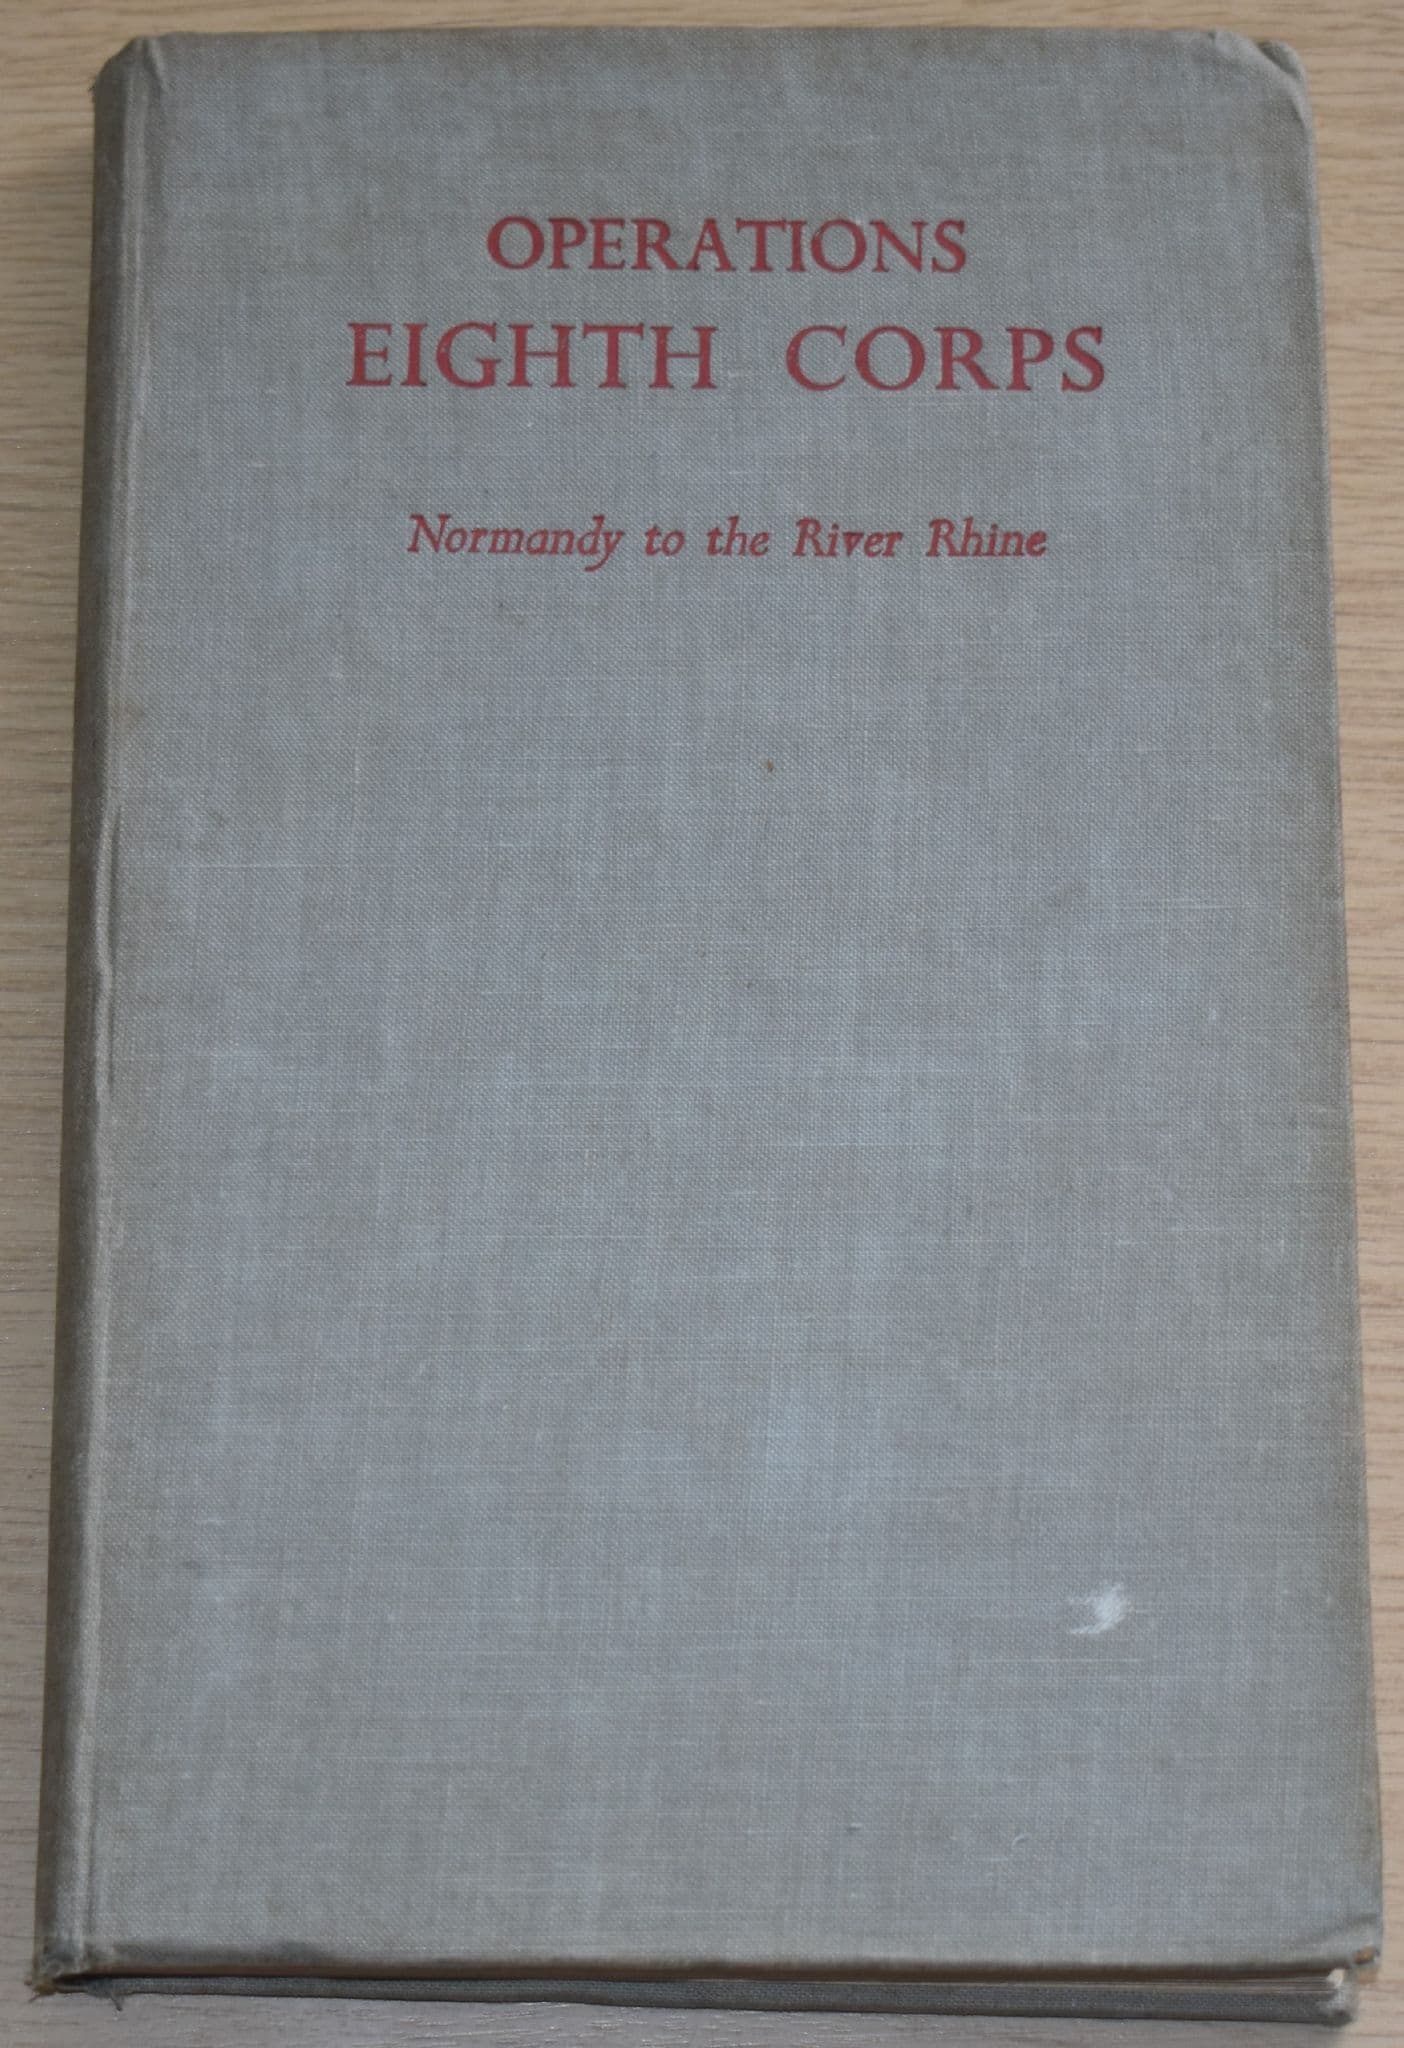 OPERATIONS
EIGHTH CORPS
Normandy to the River Rhine